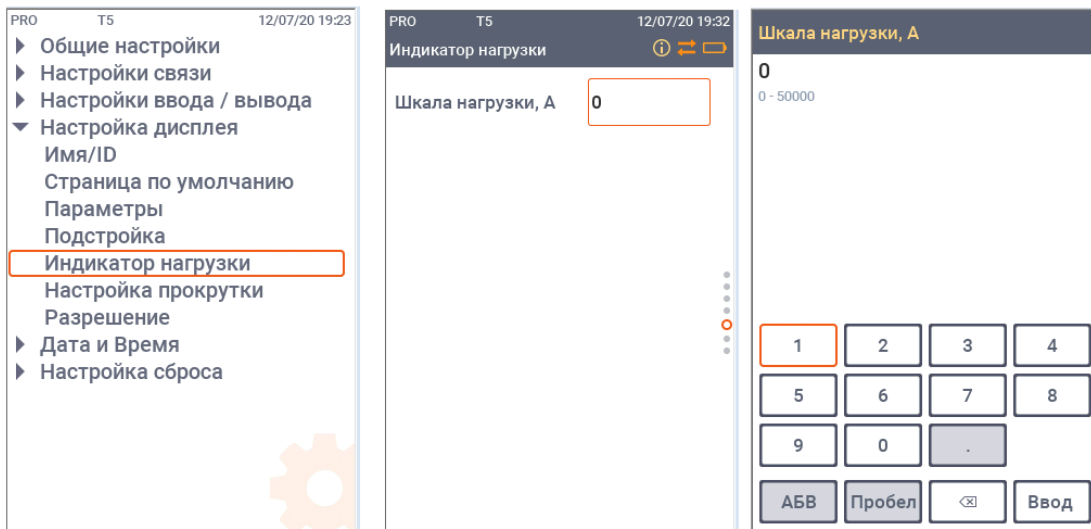 PRO T5 12/07/20 19:23
Общие настройки
Настройки связи
Настройки ввода / вывода
Настройка дисплея
Имя/ID
Страница по умолчанию
Параметры
Подстройка
Индикатор нагрузки
Настройка прокрутки
Разрешение
Дата и Время
Настройка сброса
PRO T5 12/07/20 19:32
Индикатор нагрузки
Шкала нагрузки, А
0
Шкала нагрузки, А
0
0 - 50000
1 2 3 4
5 6 7 8
9 0 .
АБВ Пробел Ввод